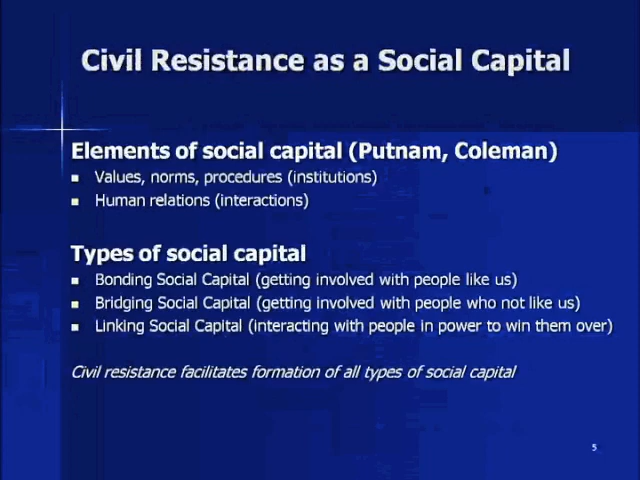 Civil Resistance as a Social Capital
Elements of social capital (Putnam, Coleman)
Values, norms, procedures (institutions)
Human relations (interactions)
Types of social capital
Bonding Social Capital (getting involved with people like us)
Bridging Social Capital (getting involved with people who not like us)
Linking Social Capital (interacting with people in power to win them over)
Civil resistance facilitates formation of all types of social capital
5